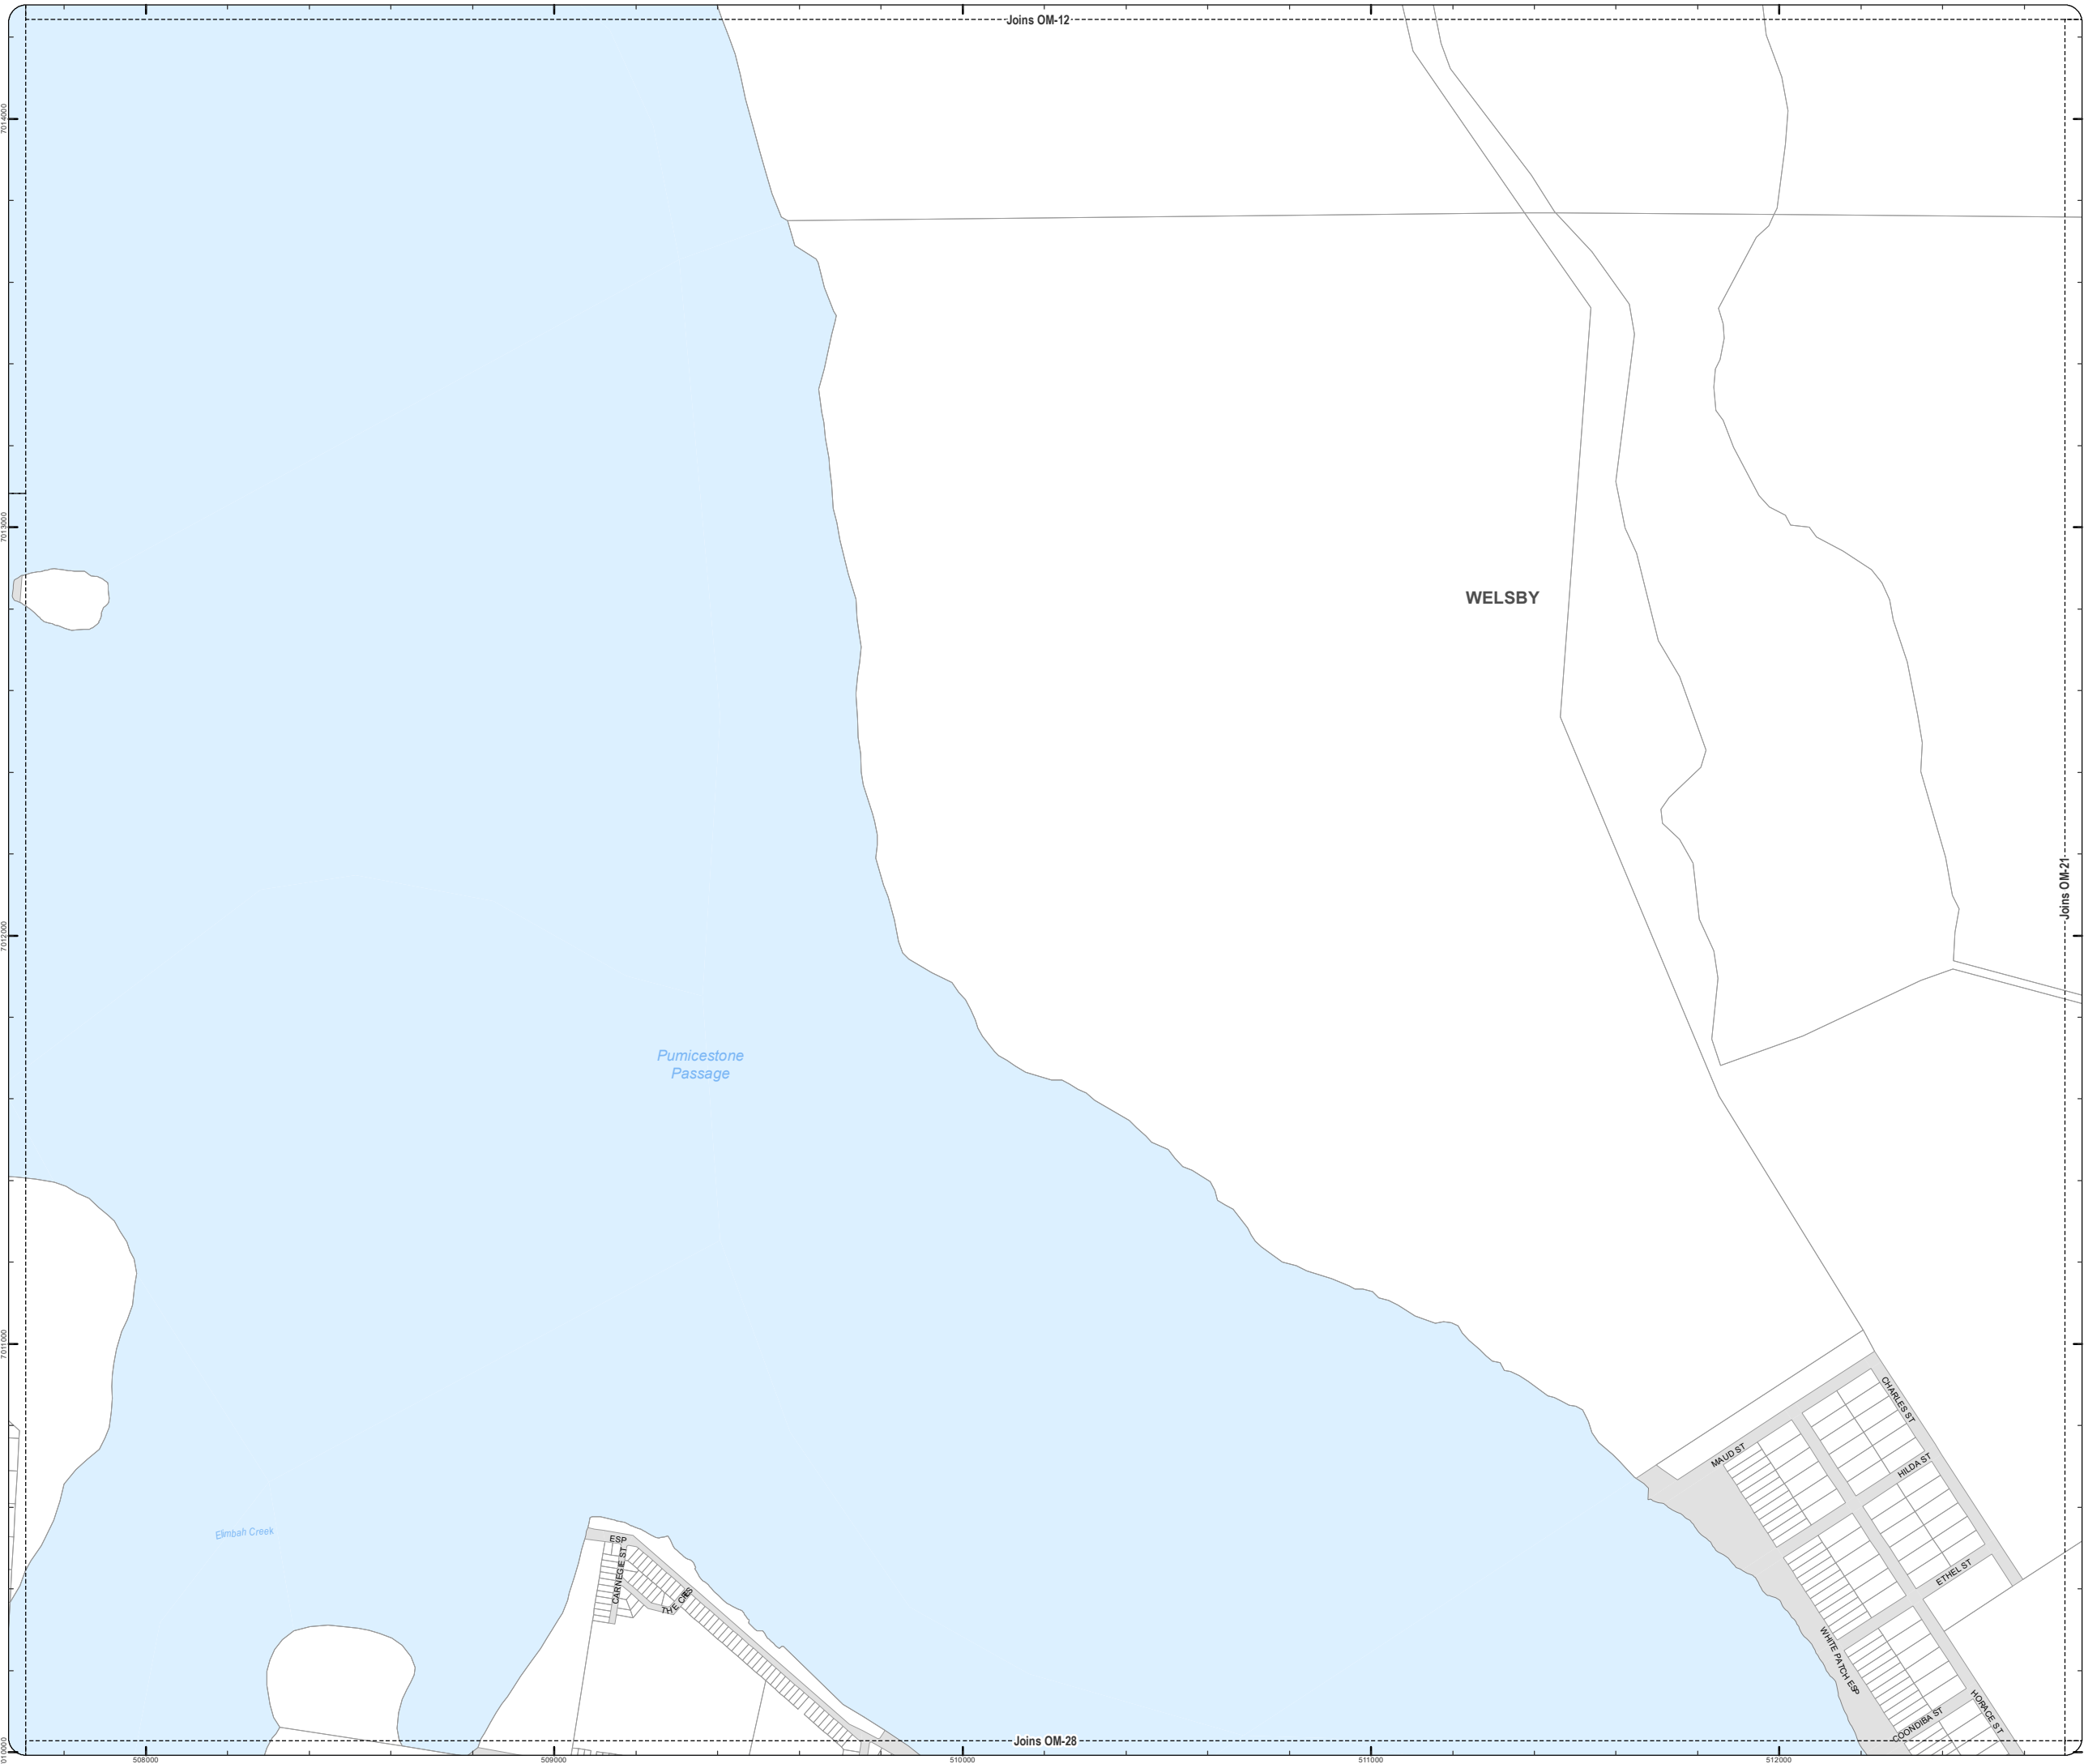 Joins OM-12
7014000
7013000
WELSBY
7012000
Joins OM-21
Pumicestone
Passage
7011000
CHARLES ST
MAUD ST
HILDA ST
Elimbah Creek
ESP
CARNEGIE ST
THE CRES
ETHEL ST
WHITE PATCH ESP
HORACE ST
COONDIBA ST
Joins OM-28
508000
509000
510000
511000
512000